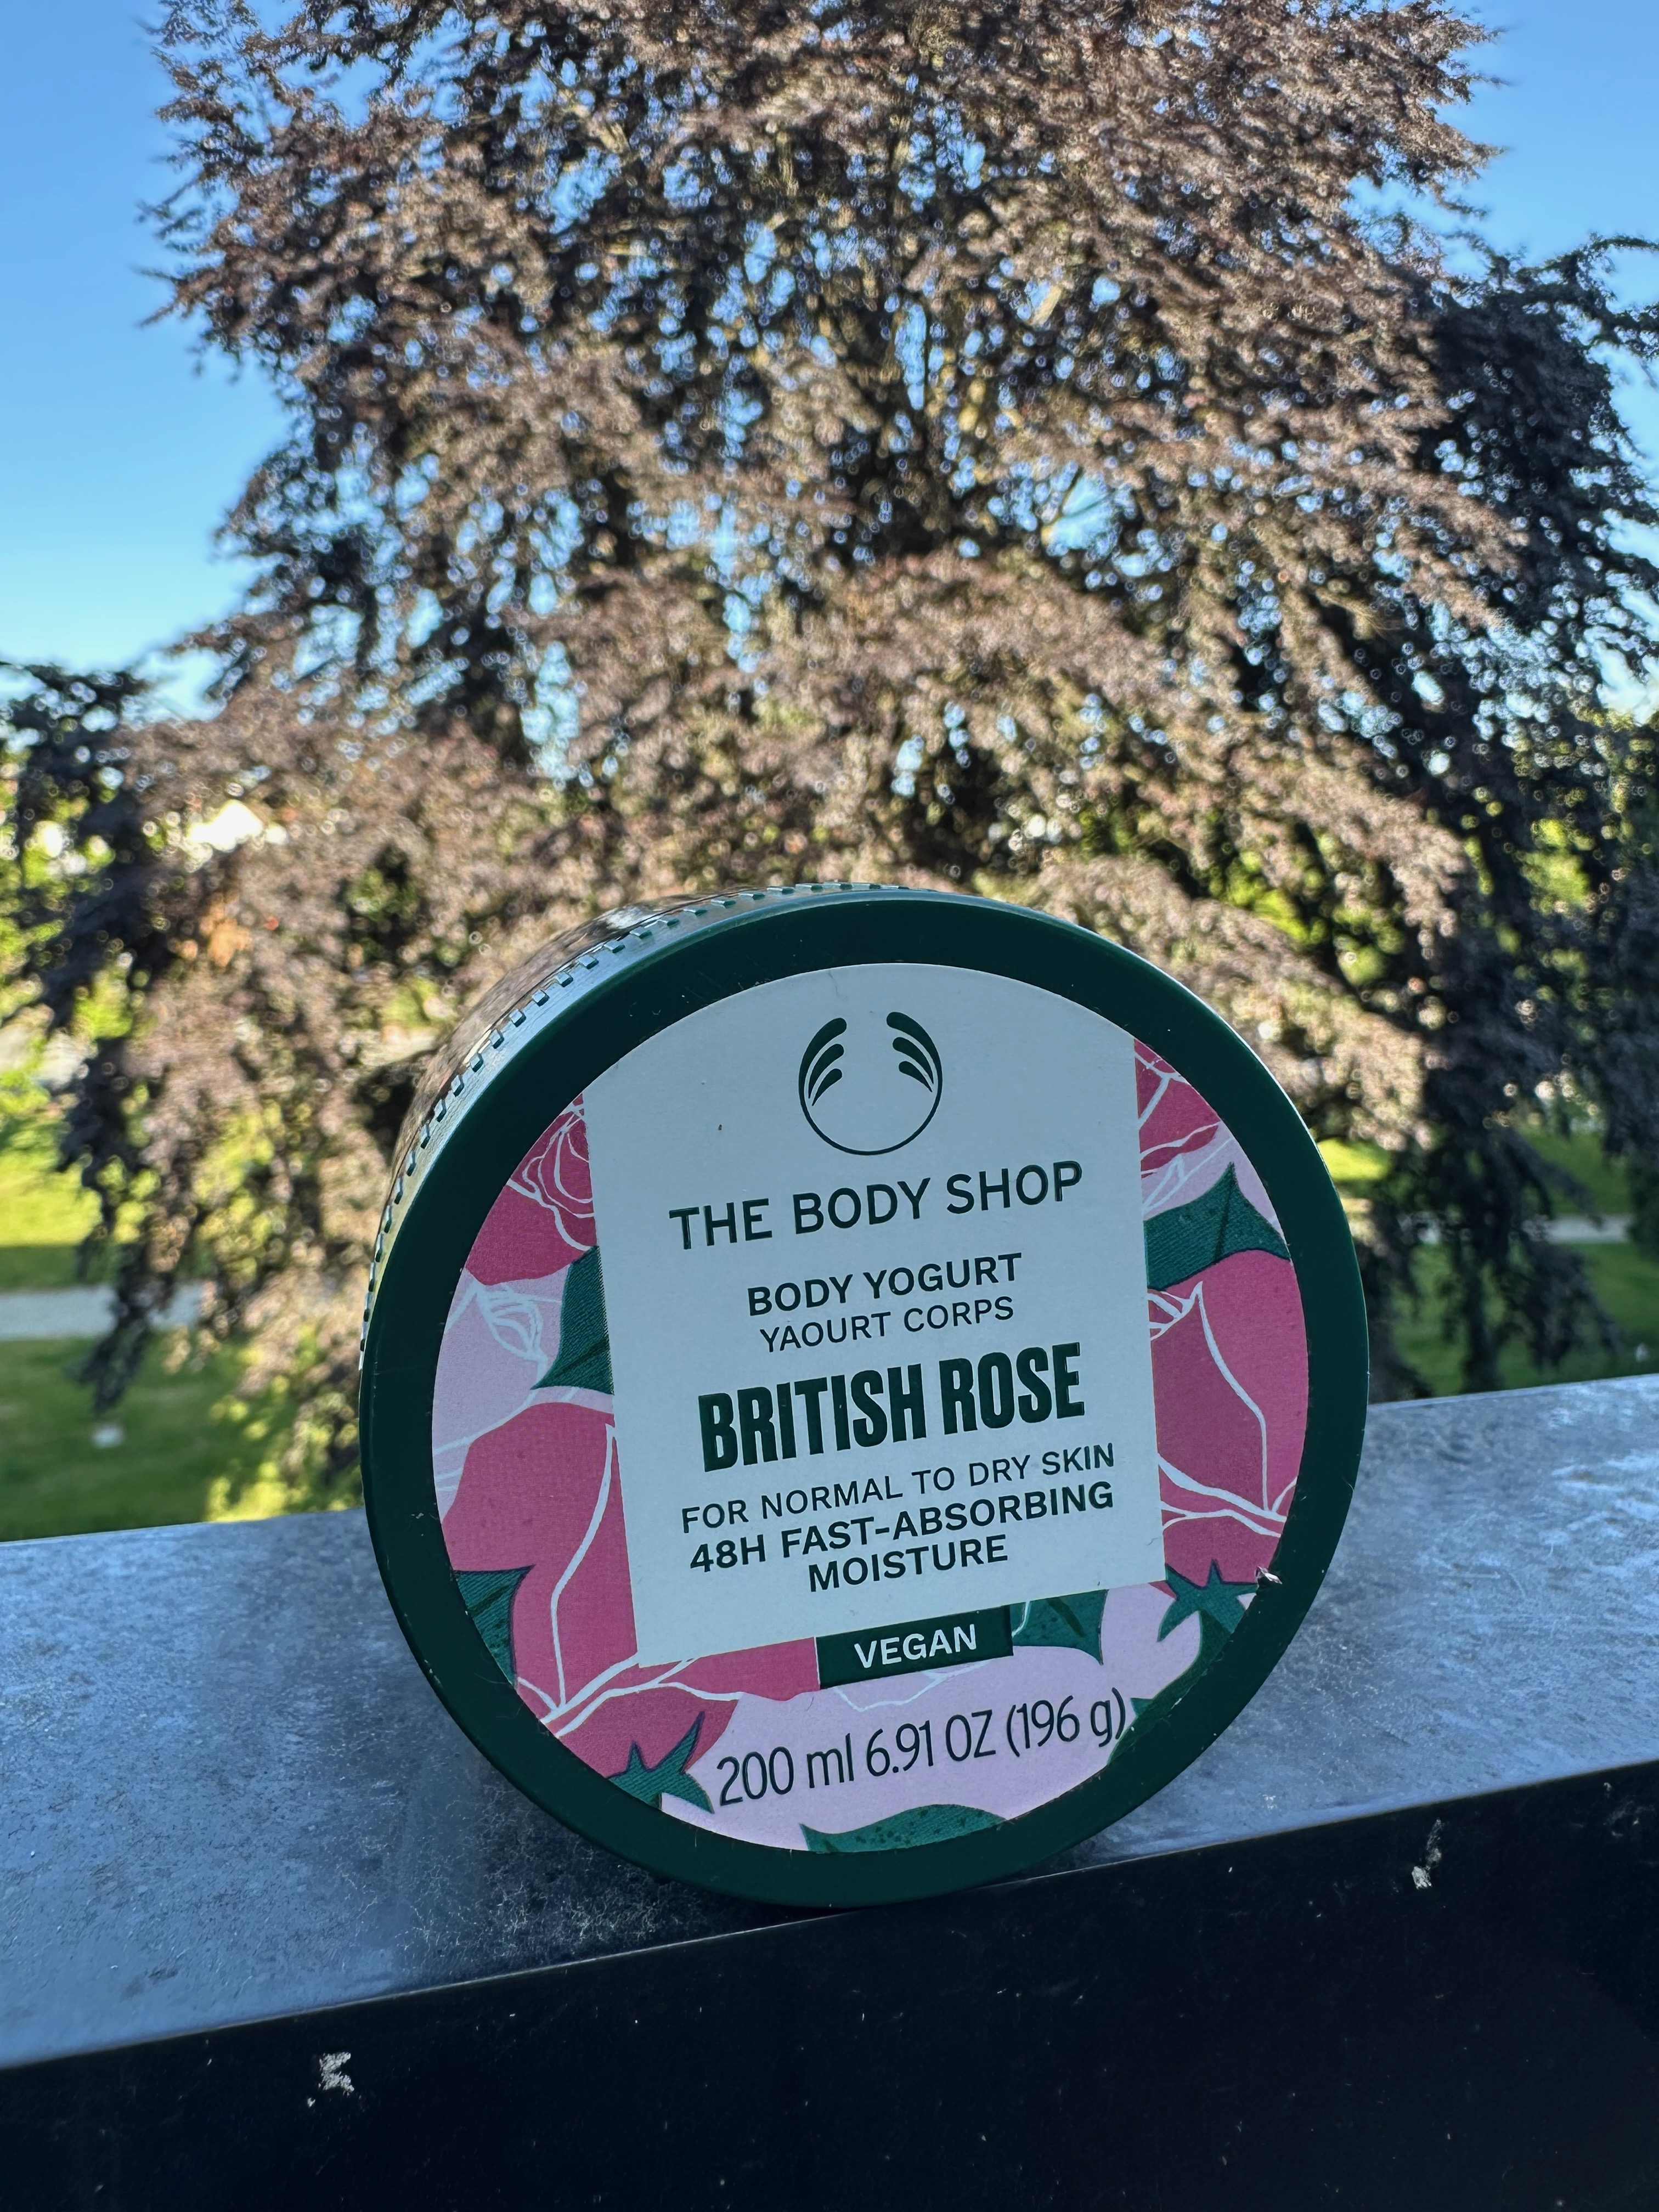 THE BODY SHOP
BODY YOGURT
YAOURT CORPS
BRITISH ROSE
FOR NORMAL TO DRY SKIN
48H FAST-ABSORBING
MOISTURE
VEGAN
200 ml 6.91 OZ (196 g)